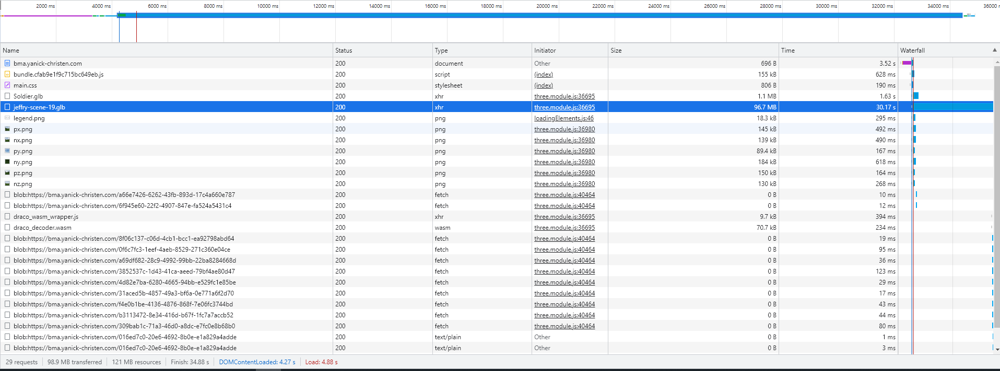 2000 ms 4000 ms 6000 ms 8000 ms 10000 ms 12000 ms 14000 ms 16000 ms 18000 ms 20000 ms 22000 ms 24000 ms 26000 ms 28000 ms 30000 ms 32000 ms 34000 ms 36000 m
Name Status Type Initiator Size Time Waterfall
bma.yanick-christen.com 200 document Other 696 B 3.52 s
bundle.cfab9e1f9c715bc649eb.js 200 script (index) 155 kB 628 ms
main.css 200 stylesheet (index) 806 B 190 ms
Soldier.glb 200 xhr three.module.js:36695 1.1 MB 1.63 s
jeffry-scene-19.glb 200 xhr three.module.js:36695 96.7 MB 30.17 s
legend.png 200 png loadingElements.js:46 18.3 kB 295 ms
px.png 200 png three.module.js:36980 145 kB 492 ms
nx.png 200 png three.module.js:36980 139 kB 490 ms
py.png 200 png three.module.js:36980 89.4 kB 167 ms
ny.png 200 png three.module.js:36980 184 kB 618 ms
pz.png 200 png three.module.js:36980 150 kB 164 ms
nz.png 200 png three.module.js:36980 130 kB 268 ms
blob:https://bma.yanick-christen.com/a66e7426-6262-43fb-893d-17c4a660e787 200 fetch three.module.js:40464 0 B 10 ms
blob:https://bma.yanick-christen.com/6f945e60-22f2-4907-847e-fa524a5431c4 200 fetch three.module.js:40464 0 B 12 ms
draco_wasm_wrapper.js 200 xhr three.module.js:36695 9.7 kB 394 ms
draco_decoder.wasm 200 wasm three.module.js:36695 70.7 kB 234 ms
blob:https://bma.yanick-christen.com/8f06c137-c06d-4cb1-bcc1-ea92798abd64 200 fetch three.module.js:40464 0 B 19 ms
blob:https://bma.yanick-christen.com/0f6c7fc3-1eef-4aeb-8529-271c360e04ce 200 fetch three.module.js:40464 0 B 95 ms
blob:https://bma.yanick-christen.com/a69df682-28c9-4992-99bb-22ba8284668d 200 fetch three.module.js:40464 0 B 36 ms
blob:https://bma.yanick-christen.com/3852537c-1d43-41ca-aeed-79bf4ae80d47 200 fetch three.module.js:40464 0 B 123 ms
blob:https://bma.yanick-christen.com/4d82e7ba-6280-4665-94bb-e529fc1e85be 200 fetch three.module.js:40464 0 B 29 ms
blob:https://bma.yanick-christen.com/31aced5b-4857-49a3-bf6a-0e771a6f2d70 200 fetch three.module.js:40464 0 B 17 ms
blob:https://bma.yanick-christen.com/f4e0b1be-4136-4876-868f-7e06fc3744bd 200 fetch three.module.js:40464 0 B 43 ms
blob:https://bma.yanick-christen.com/b3113472-8e34-416d-b67f-1fc7a7accb52 200 fetch three.module.js:40464 0 B 44 ms
blob:https://bma.yanick-christen.com/309bab1c-71a3-46d0-a8dc-e7fc0e8b68b0 200 fetch three.module.js:40464 0 B 80 ms
blob:https://bma.yanick-christen.com/016ed7c0-20e6-4692-8b0e-e1a829a4adde 200 text/plain Other 0 B 1 ms
blob:https://bma.yanick-christen.com/016ed7c0-20e6-4692-8b0e-e1a829a4adde 200 text/plain Other 0 B 3 ms
29 requests 98.9 MB transferred 121 MB resources Finish: 34.88 s DOMContentLoaded: 4.27 s Load: 4.88 s